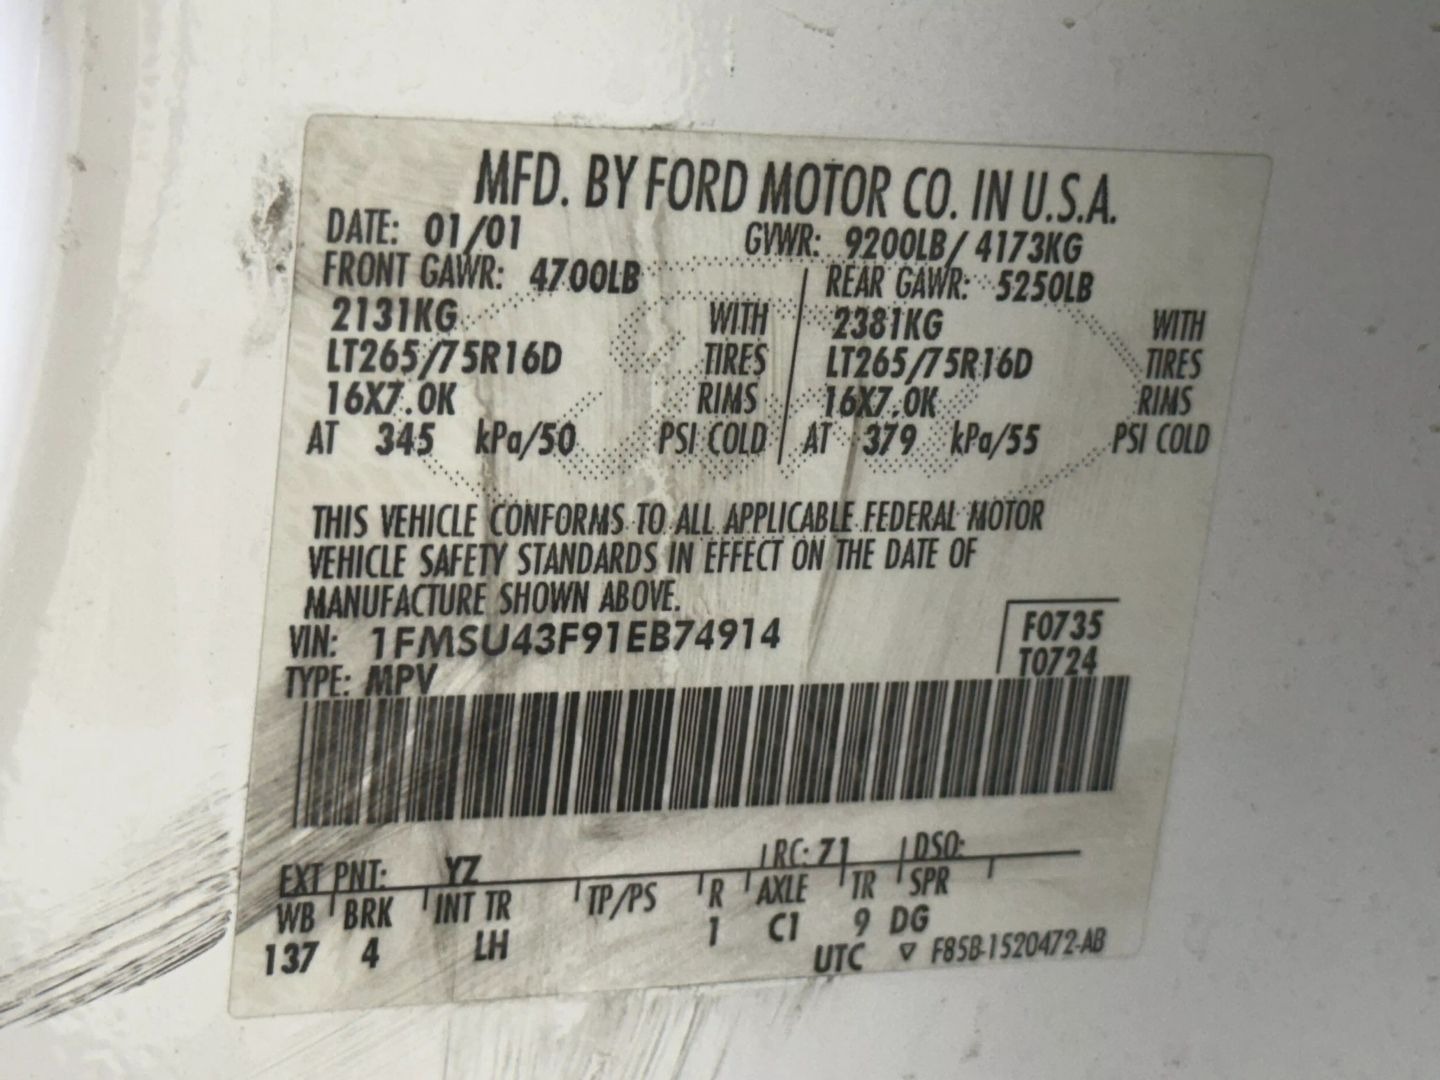 MFD. BY FORD MOTOR CO. IN U.S.A.
DATE: 01/01 GVWR: 9200LB/ 4173KG
FRONT GAWR: 4700LB REAR GAWR: 5250LB
2131KG WITH 2381KG WITH
LT265/75R16D TIRES LT265/75R16D TIRES
16X7.0K RIMS 16X7.0K RIMS
AT 345 kPa/50 PSI COLD AT 379 kPa/55 PSI COLD
THIS VEHICLE CONFORMS TO ALL APPLICABLE FEDERAL MOTOR
VEHICLE SAFETY STANDARDS IN EFFECT ON THE DATE OF
MANUFACTURE SHOWN ABOVE.
VIN: 1FMSU43F91EB74914 F0735
TYPE: MPV T0724
EXT PNT: YZ RC: 71 DSO:
WB BRK INT TR TP/PS R AXLE TR SPR
137 4 LH 1 C1 9 DG
UTC ▽ F85B-1520472-AB